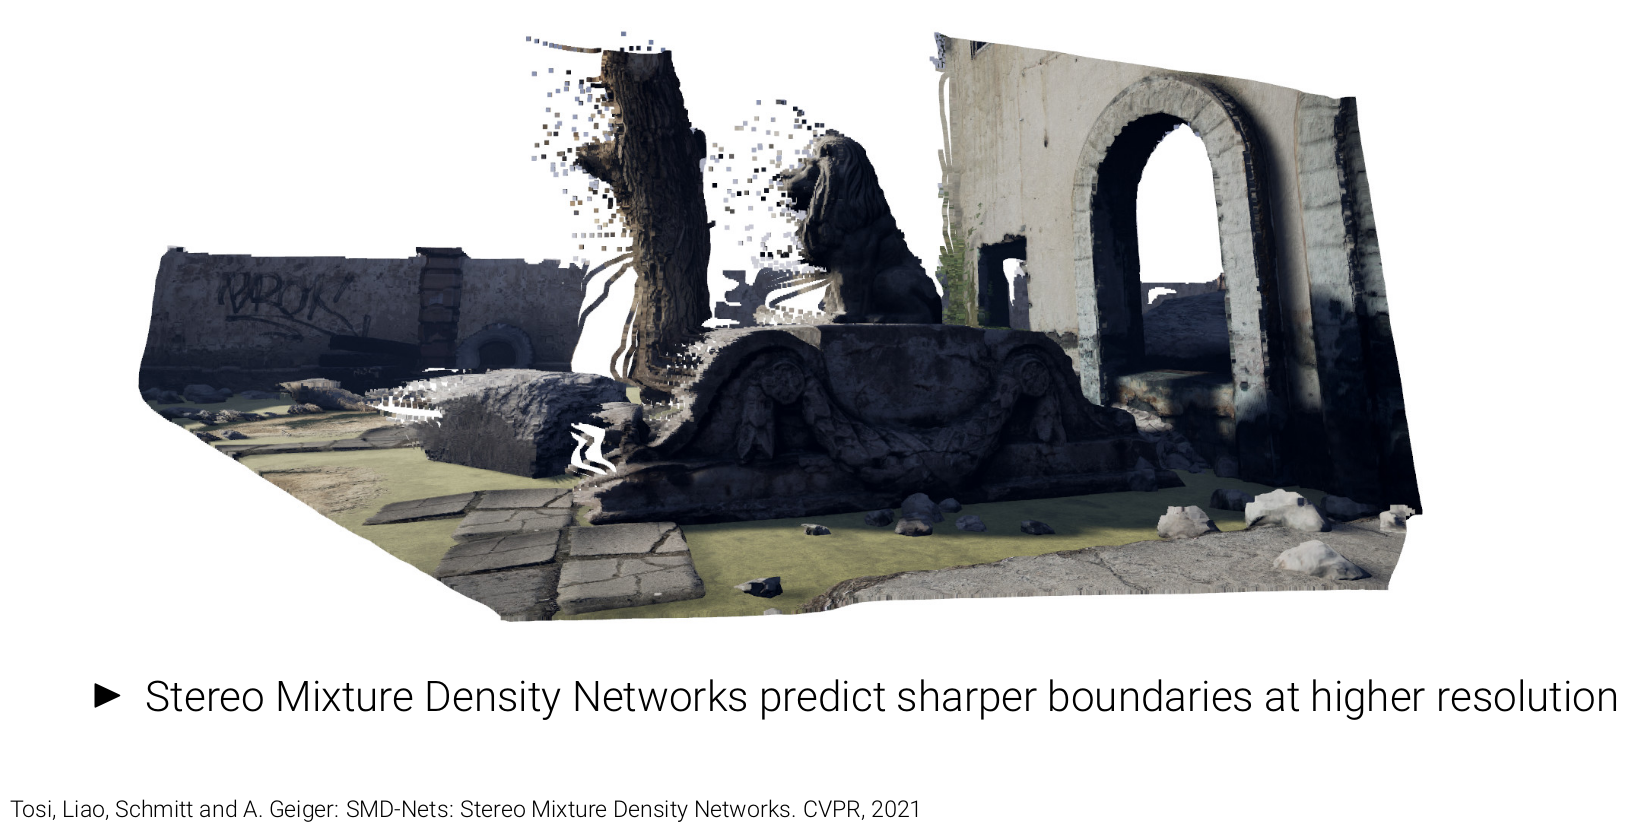 Stereo Mixture Density Networks predict sharper boundaries at higher resolution
Tosi, Liao, Schmitt and A. Geiger: SMD-Nets: Stereo Mixture Density Networks. CVPR, 2021